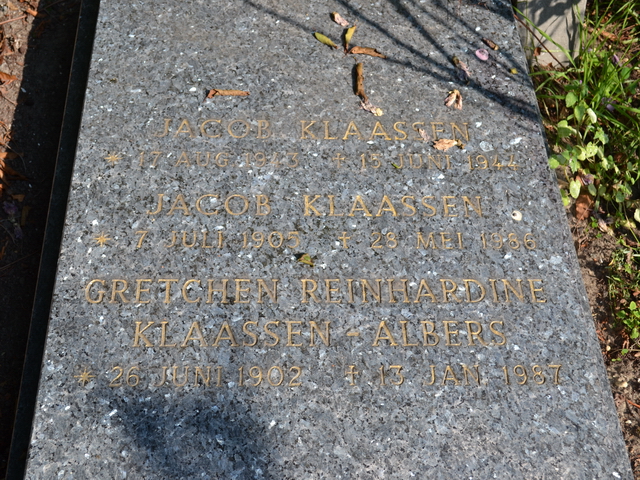 JACOB KLAASSEN
* 17 AUG 1943 † 15 JUNI 1944
JACOB KLAASSEN
* 7 JULI 1905 † 28 MEI 1986
GRETCHEN REINHARDINE
KLAASSEN - ALBERS
* 26 JUNI 1902 † 13 JAN 1987